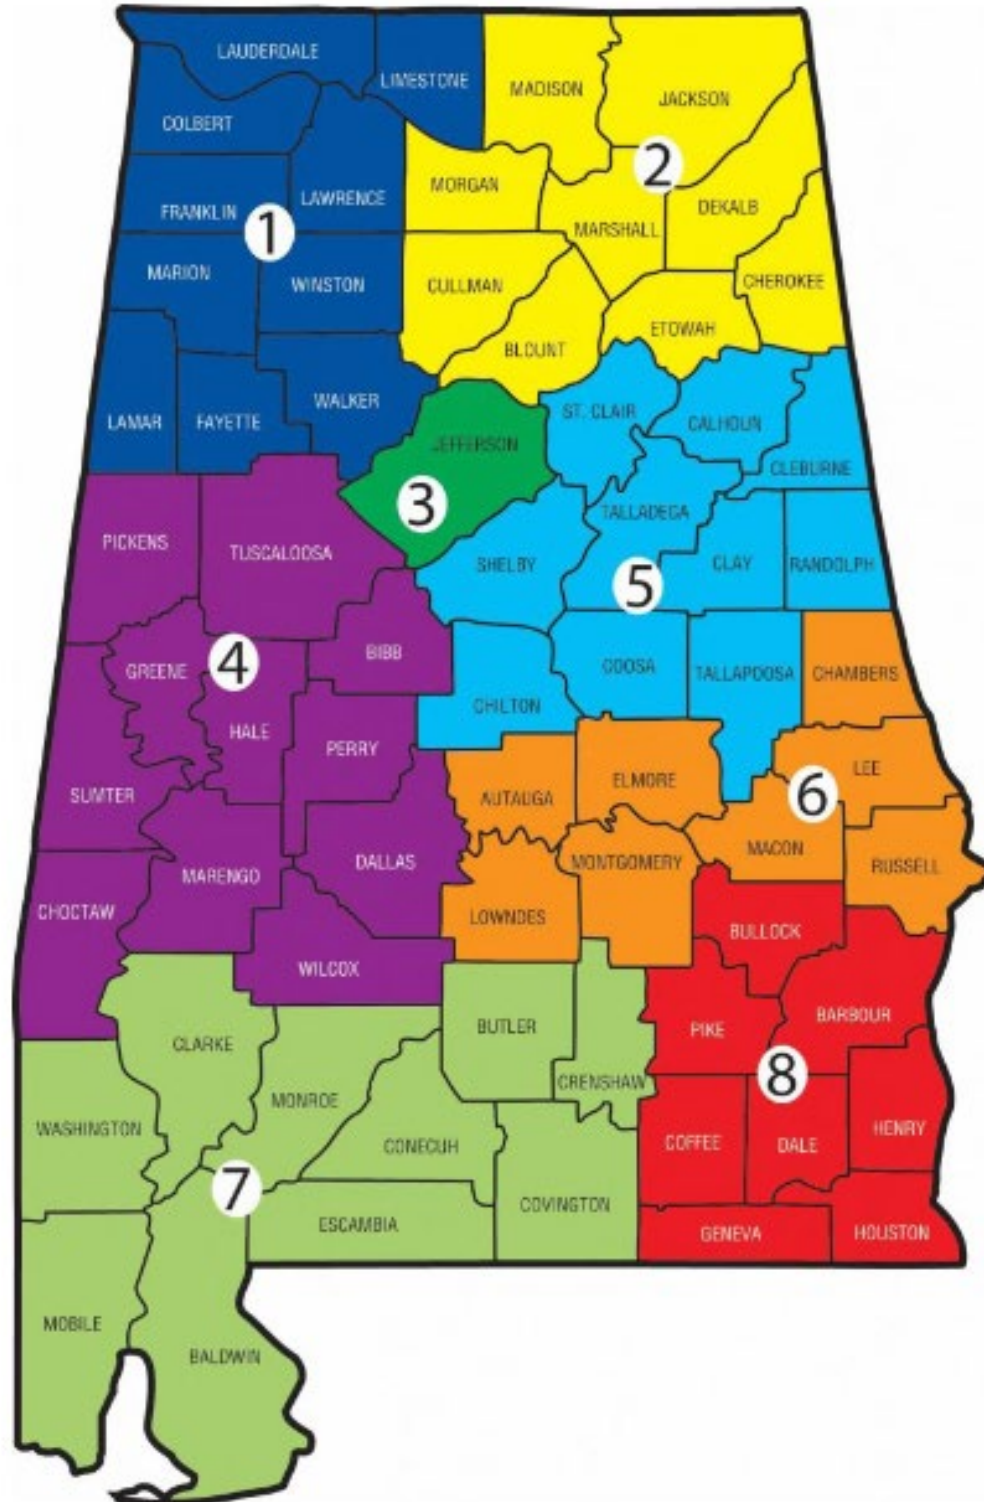 LAUDERDALE
LIMESTONE
MADISON
JACKSON
COLBERT
2
MORGAN
LAWRENCE
DEKALB
FRANKLIN
1
MARSHALL
MARION
WINSTON
CULLMAN
CHEROKEE
ETOWAH
BLOUNT
WALKER
ST. CLAIR
LAMAR
FAYETTE
CALHOUN
JEFFERSON
CLEBURNE
3
TALLADEGA
PICKENS
TUSCALOOSA
SHELBY
CLAY
RANDOLPH
5
BIBB
4
GREENE
COOSA
TALLAPOOSA
CHAMBERS
CHILTON
HALE
PERRY
LEE
ELMORE
SUMTER
AUTAUGA
6
MACON
DALLAS
MONTGOMERY
RUSSELL
MARENGO
CHOCTAW
LOWNDES
BULLOCK
WILCOX
BARBOUR
BUTLER
PIKE
CLARKE
8
CRENSHAW
MONROE
WASHINGTON
HENRY
CONECUH
COFFEE
DALE
7
COVINGTON
ESCAMBIA
GENEVA
HOUSTON
MOBILE
BALDWIN